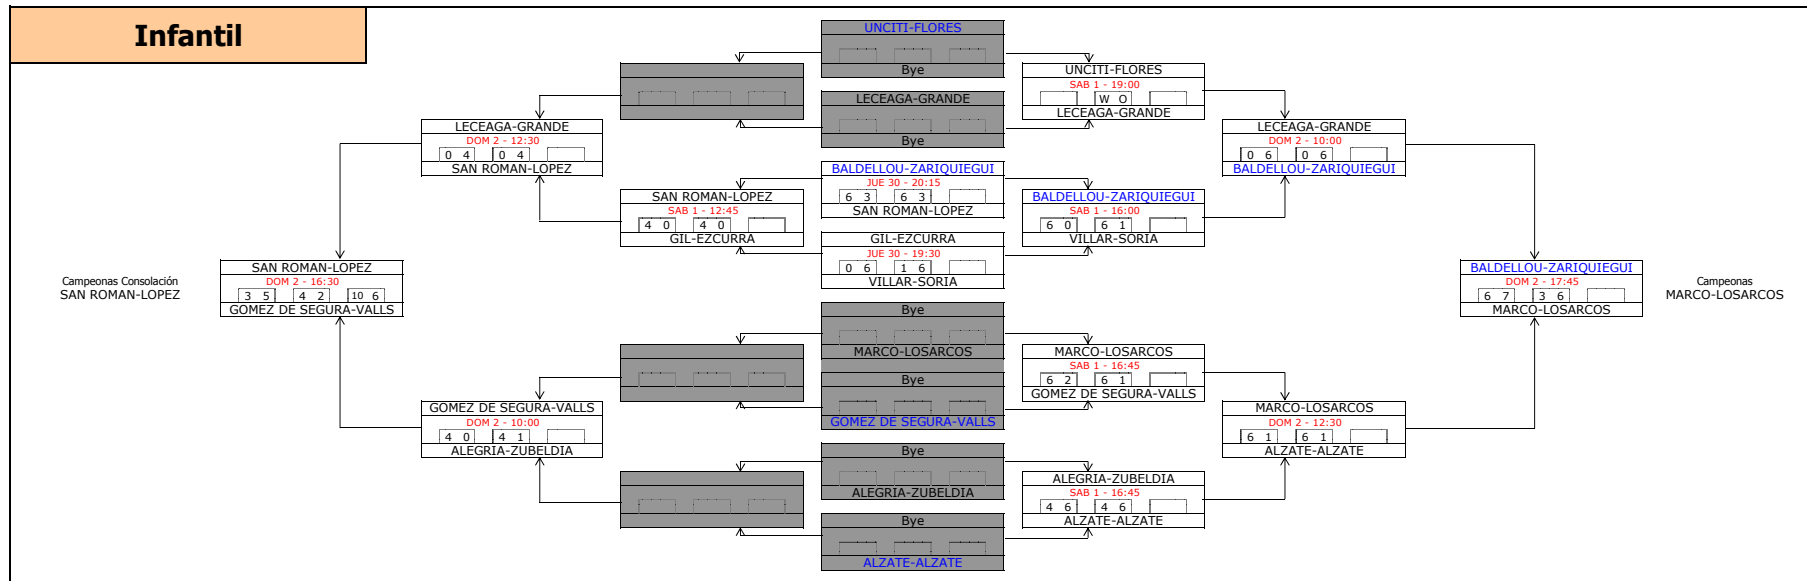 Infantil
UNCITI-FLORES
Bye
LECEAGA-GRANDE
Bye
BALDELLOU-ZARIQUIEGUI
JUE 30 - 20:15
6 3 6 3
SAN ROMAN-LOPEZ
GIL-EZCURRA
JUE 30 - 19:30
0 6 1 6
VILLAR-SORIA
Bye
MARCO-LOSARCOS
Bye
GOMEZ DE SEGURA-VALLS
Bye
ALEGRIA-ZUBELDIA
Bye
ALZATE-ALZATE
UNCITI-FLORES
SAB 1 - 19:00
W O
LECEAGA-GRANDE
BALDELLOU-ZARIQUIEGUI
SAB 1 - 16:00
6 0 6 1
VILLAR-SORIA
MARCO-LOSARCOS
SAB 1 - 16:45
6 2 6 1
GOMEZ DE SEGURA-VALLS
ALEGRIA-ZUBELDIA
SAB 1 - 16:45
4 6 4 6
ALZATE-ALZATE
LECEAGA-GRANDE
DOM 2 - 10:00
0 6 0 6
BALDELLOU-ZARIQUIEGUI
MARCO-LOSARCOS
DOM 2 - 12:30
6 1 6 1
ALZATE-ALZATE
BALDELLOU-ZARIQUIEGUI
DOM 2 - 17:45
6 7 3 6
MARCO-LOSARCOS
Campeonas
MARCO-LOSARCOS
SAN ROMAN-LOPEZ
SAB 1 - 12:45
4 0 4 0
GIL-EZCURRA
LECEAGA-GRANDE
DOM 2 - 12:30
0 4 0 4
SAN ROMAN-LOPEZ
GOMEZ DE SEGURA-VALLS
DOM 2 - 10:00
4 0 4 1
ALEGRIA-ZUBELDIA
SAN ROMAN-LOPEZ
DOM 2 - 16:30
3 5 4 2 10 6
GOMEZ DE SEGURA-VALLS
Campeonas Consolación
SAN ROMAN-LOPEZ